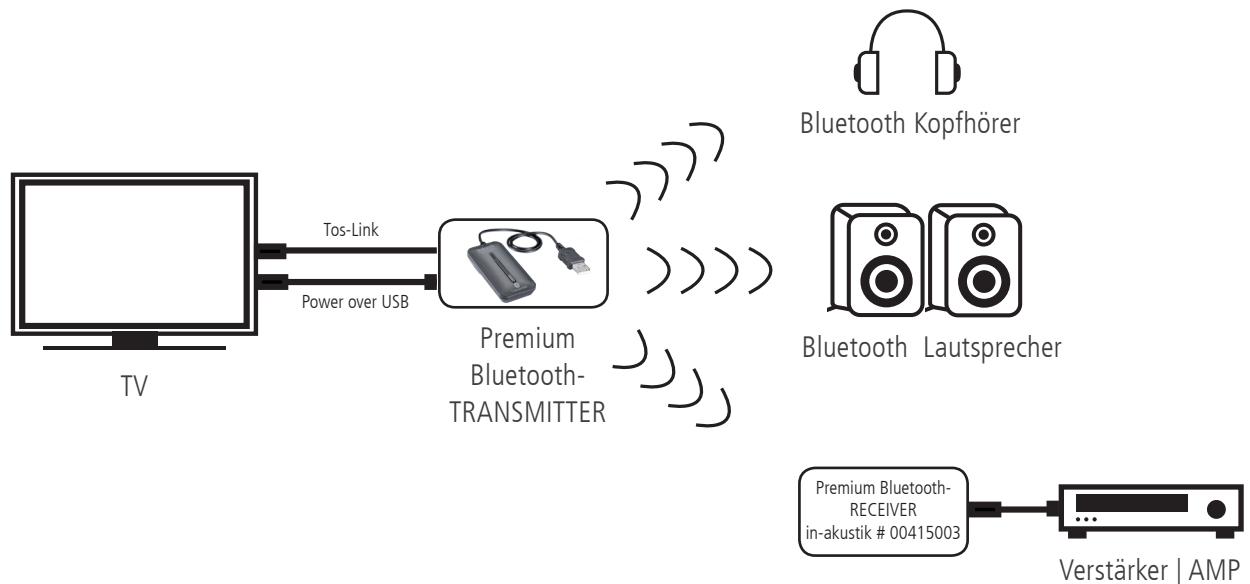 Bluetooth Kopfhörer
Tos-Link
Power over USB
TV
Premium
Bluetooth-
TRANSMITTER
Bluetooth Lautsprecher
Premium Bluetooth-
RECEIVER
in-akustik # 00415003
Verstärker | AMP